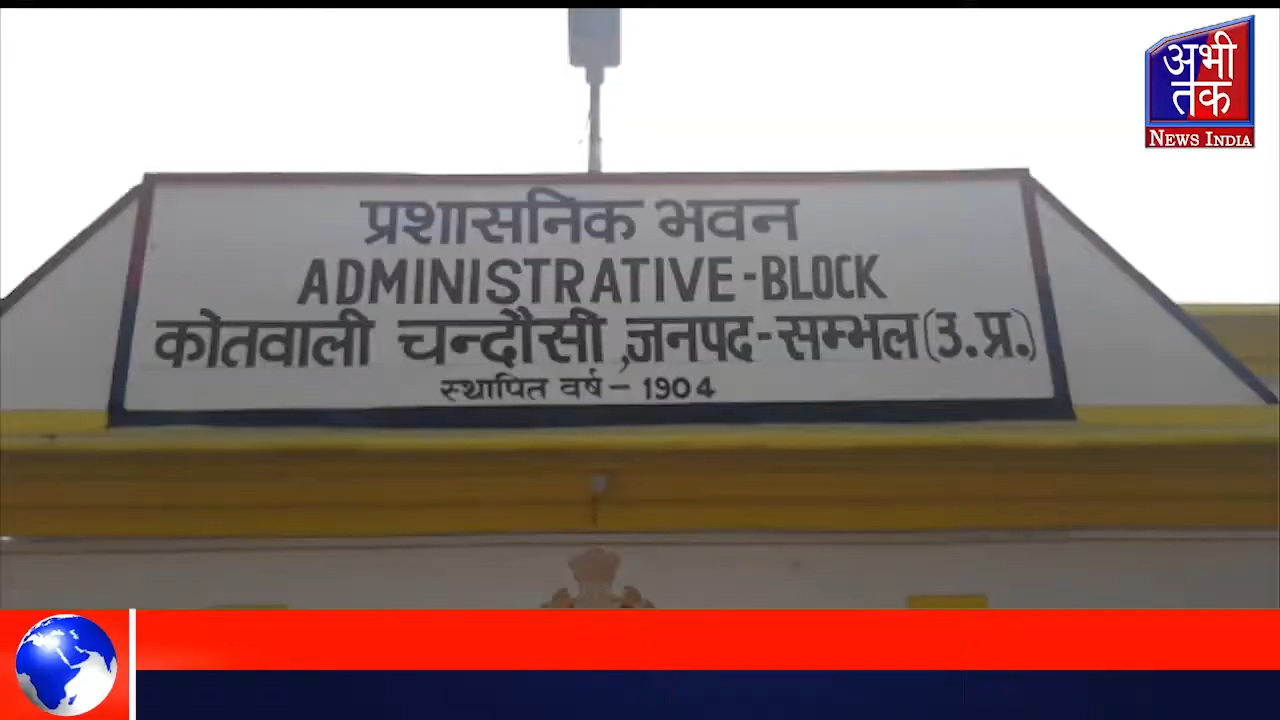 अभी
तक
NEWS INDIA
प्रशासनिक भवन
ADMINISTRATIVE-BLOCK
कोतवाली चन्दौसी,जनपद-सम्भल(उ.प्र.)
स्थापित वर्ष-1904